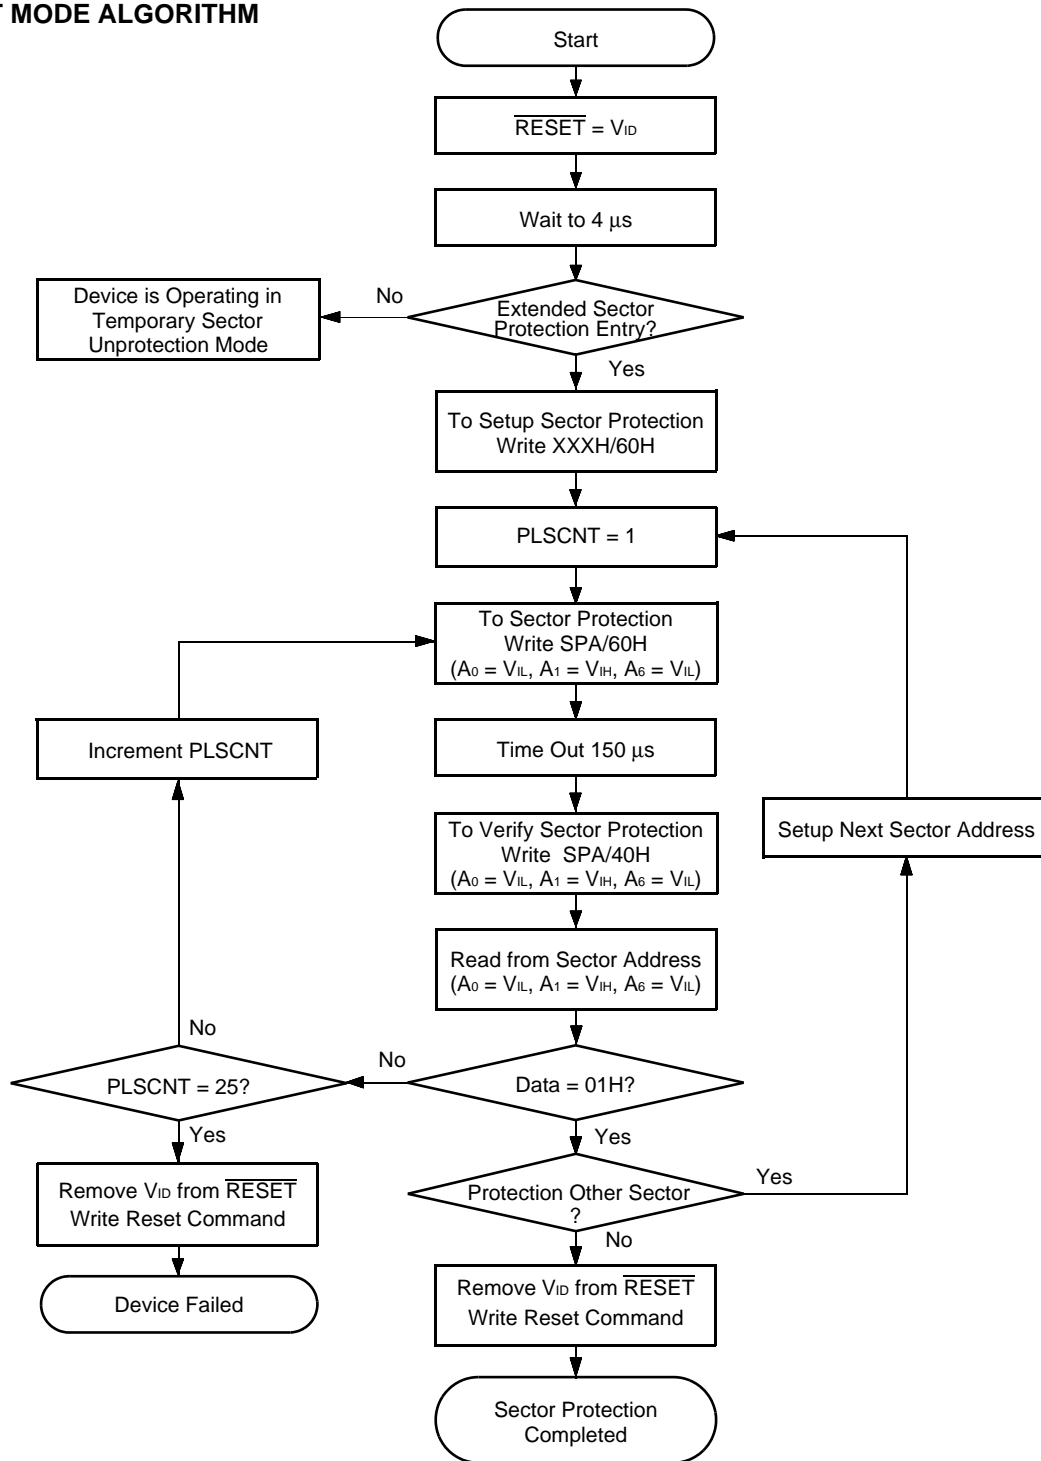 T MODE ALGORITHM
Start
RESET = VID
Wait to 4 μs
Extended Sector
Protection Entry?
No
Device is Operating in
Temporary Sector
Unprotection Mode
Yes
To Setup Sector Protection
Write XXXH/60H
PLSCNT = 1
To Sector Protection
Write SPA/60H
(A0 = VIL, A1 = VIH, A6 = VIL)
Increment PLSCNT
Time Out 150 μs
To Verify Sector Protection
Write SPA/40H
(A0 = VIL, A1 = VIH, A6 = VIL)
Setup Next Sector Address
Read from Sector Address
(A0 = VIL, A1 = VIH, A6 = VIL)
No
No
PLSCNT = 25?
Data = 01H?
Yes
Yes
Protection Other Sector
?
Yes
No
Remove VID from RESET
Write Reset Command
Device Failed
Remove VID from RESET
Write Reset Command
Sector Protection
Completed